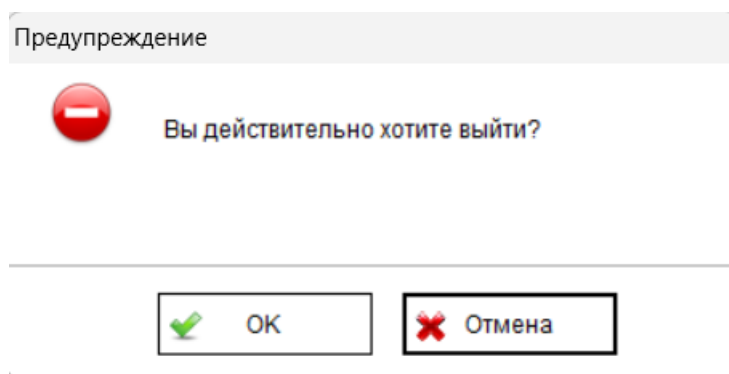 Предупреждение
Вы действительно хотите выйти?
OK
Отмена